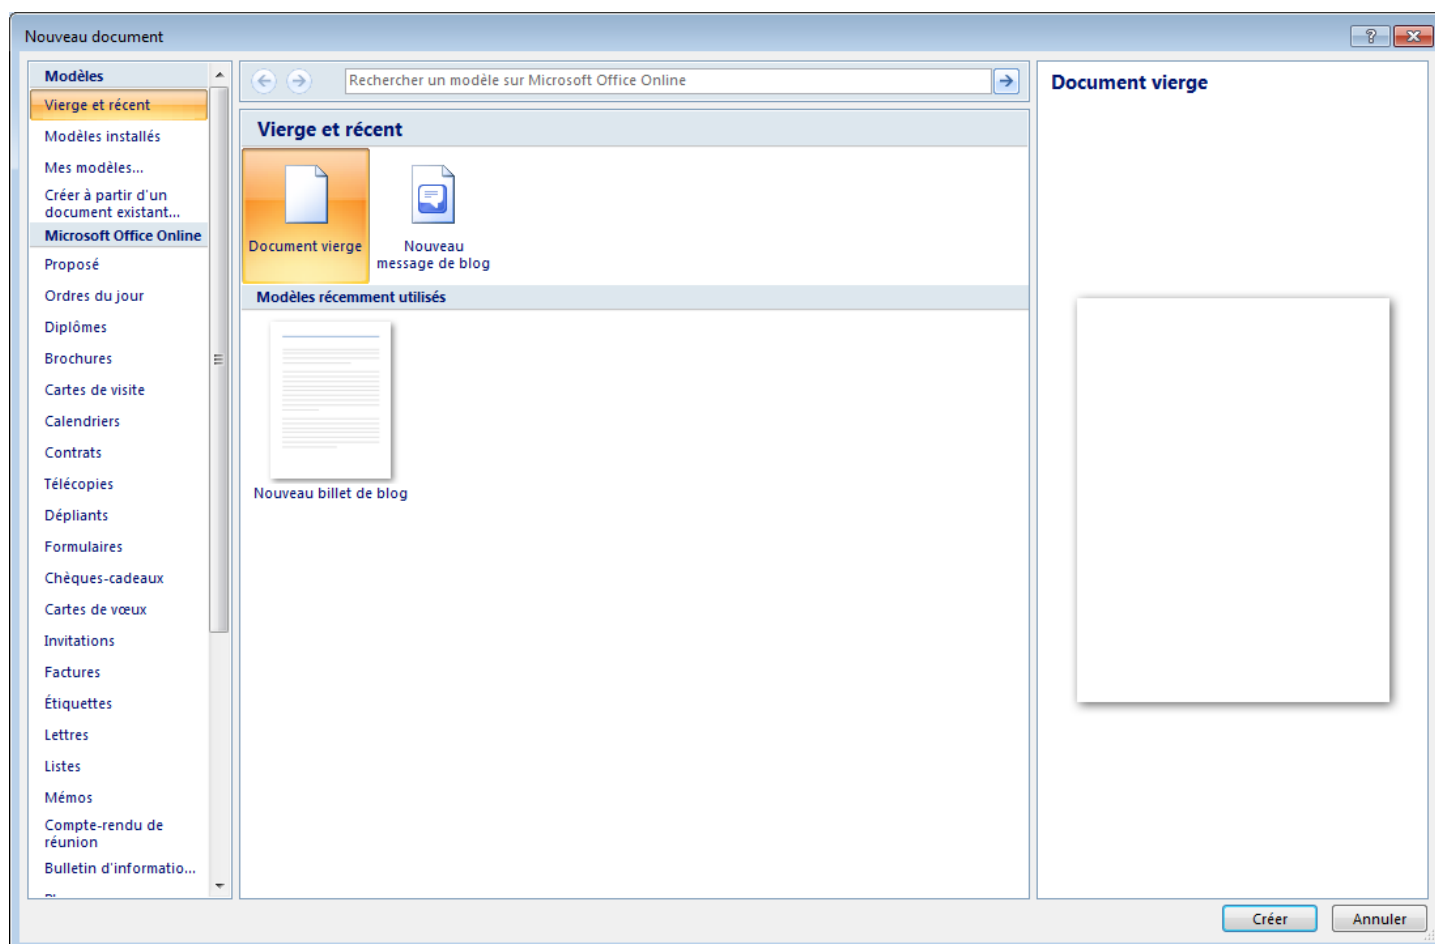 Nouveau document
Modèles
Vierge et récent
Modèles installés
Mes modèles...
Créer à partir d'un
document existant...
Microsoft Office Online
Proposé
Ordres du jour
Diplômes
Brochures
Cartes de visite
Calendriers
Contrats
Télécopies
Dépliants
Formulaires
Chèques-cadeaux
Cartes de vœux
Invitations
Factures
Étiquettes
Lettres
Listes
Mémos
Compte-rendu de
réunion
Bulletin d'informatio...
Rechercher un modèle sur Microsoft Office Online
Vierge et récent
Document vierge
Nouveau
message de blog
Modèles récemment utilisés
Nouveau billet de blog
Document vierge
Créer
Annuler